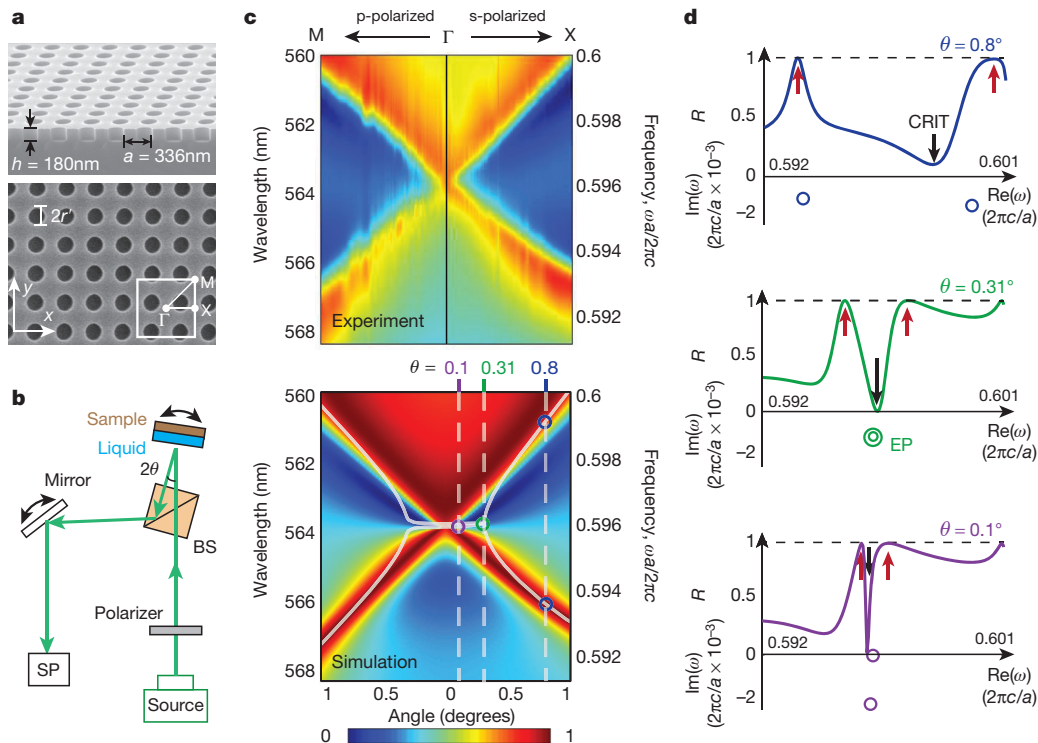 a
h = 180nm
a = 336nm
2r'
y
x
M
Γ
X
b
Sample
Liquid
2θ
Mirror
BS
Polarizer
SP
Source
c
p-polarized
s-polarized
M
Γ
X
560
562
564
566
568
Wavelength (nm)
0.6
0.598
0.596
0.594
0.592
Frequency, ωa/2πc
Experiment
θ = 0.1
0.31
0.8
560
562
564
566
568
Wavelength (nm)
0.6
0.598
0.596
0.594
0.592
Frequency, ωa/2πc
Simulation
1
0.5
0
0.5
1
Angle (degrees)
0
1
d
θ = 0.8°
R
1
0.5
0
−2
CRIT
0.592
0.601
Im(ω)
(2πc/a × 10⁻³)
Re(ω)
(2πc/a)
θ = 0.31°
R
1
0.5
0
−2
0.592
0.601
EP
Im(ω)
(2πc/a × 10⁻³)
Re(ω)
(2πc/a)
θ = 0.1°
R
1
0.5
0
−2
0.592
0.601
Im(ω)
(2πc/a × 10⁻³)
Re(ω)
(2πc/a)